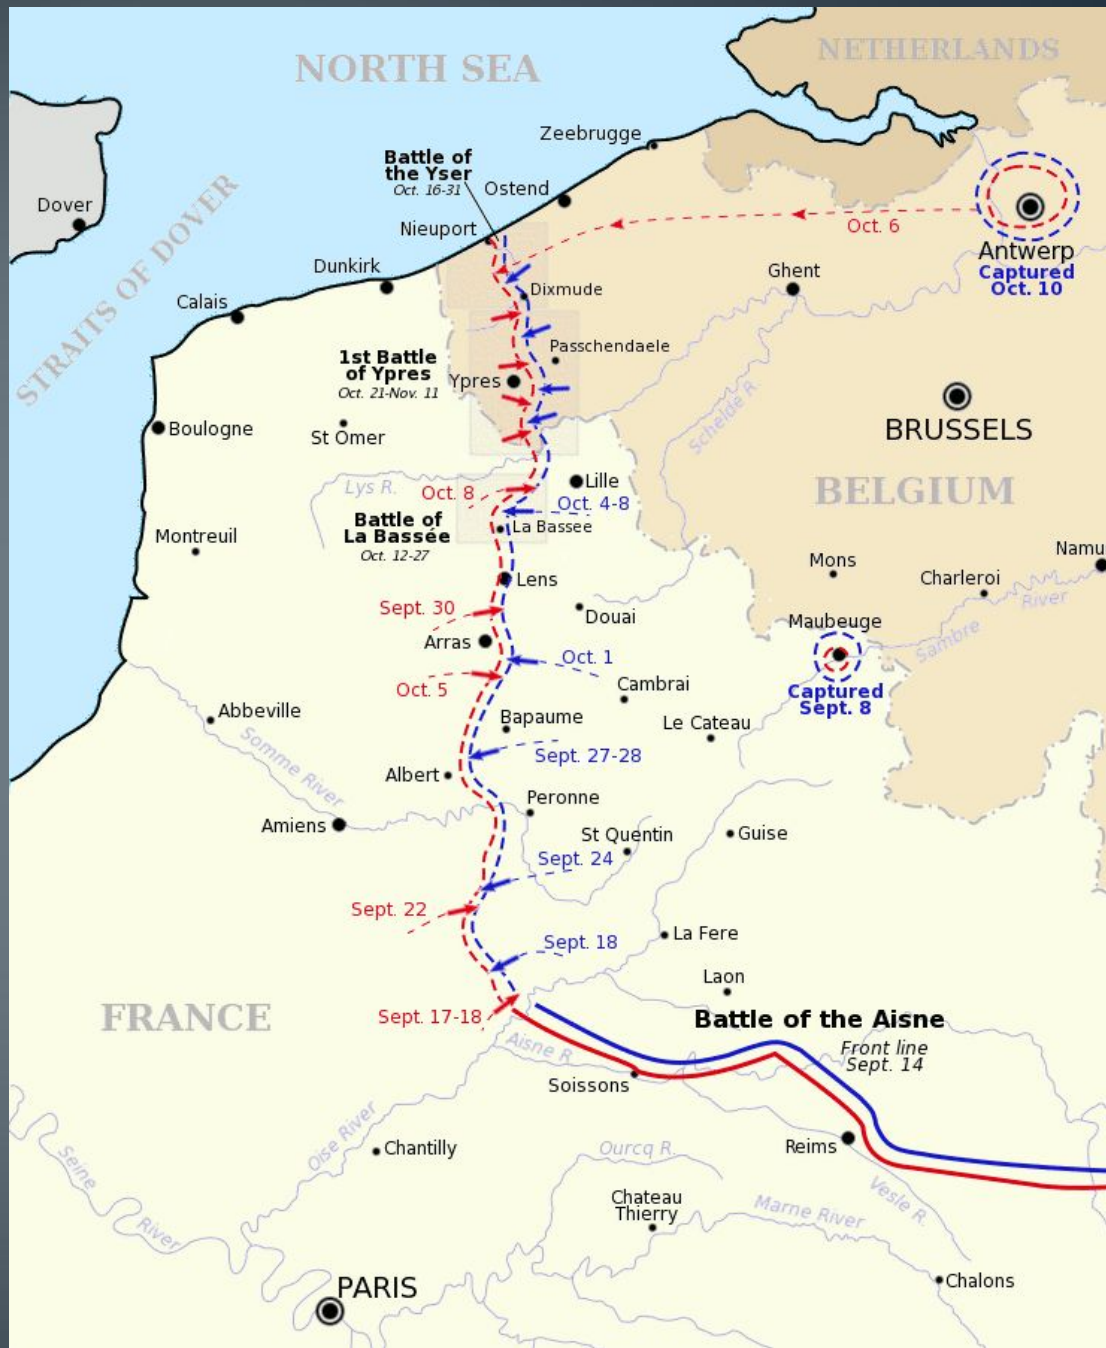 NORTH SEA
NETHERLANDS
Zeebrugge
Battle of
the Yser
Oct. 16-31
Ostend
Dover
STRAITS OF DOVER
Nieuport
Oct. 6
Antwerp
Captured
Oct. 10
Dunkirk
Ghent
Dixmude
Calais
1st Battle
of Ypres
Oct. 21-Nov. 11
Passchendaele
Ypres
Schelde R.
BRUSSELS
Boulogne
St Omer
BELGIUM
Lys R.
Oct. 8
Lille
Oct. 4-8
Battle of
La Bassée
Oct. 12-27
La Bassee
Montreuil
Mons
Namu
Charleroi
River
Lens
Sept. 30
Douai
Maubeuge
Sambre
Arras
Oct. 1
Oct. 5
Cambrai
Captured
Sept. 8
Abbeville
Bapaume
Le Cateau
Somme River
Sept. 27-28
Albert
Peronne
Amiens
St Quentin
Guise
Sept. 24
Sept. 22
La Fere
Sept. 18
Laon
FRANCE
Sept. 17-18
Battle of the Aisne
Front line
Sept. 14
Aisne R.
Soissons
Oise River
Chantilly
Ourcq R.
Reims
Seine
River
Chateau
Thierry
Marne River
Vesle R.
Chalons
PARIS